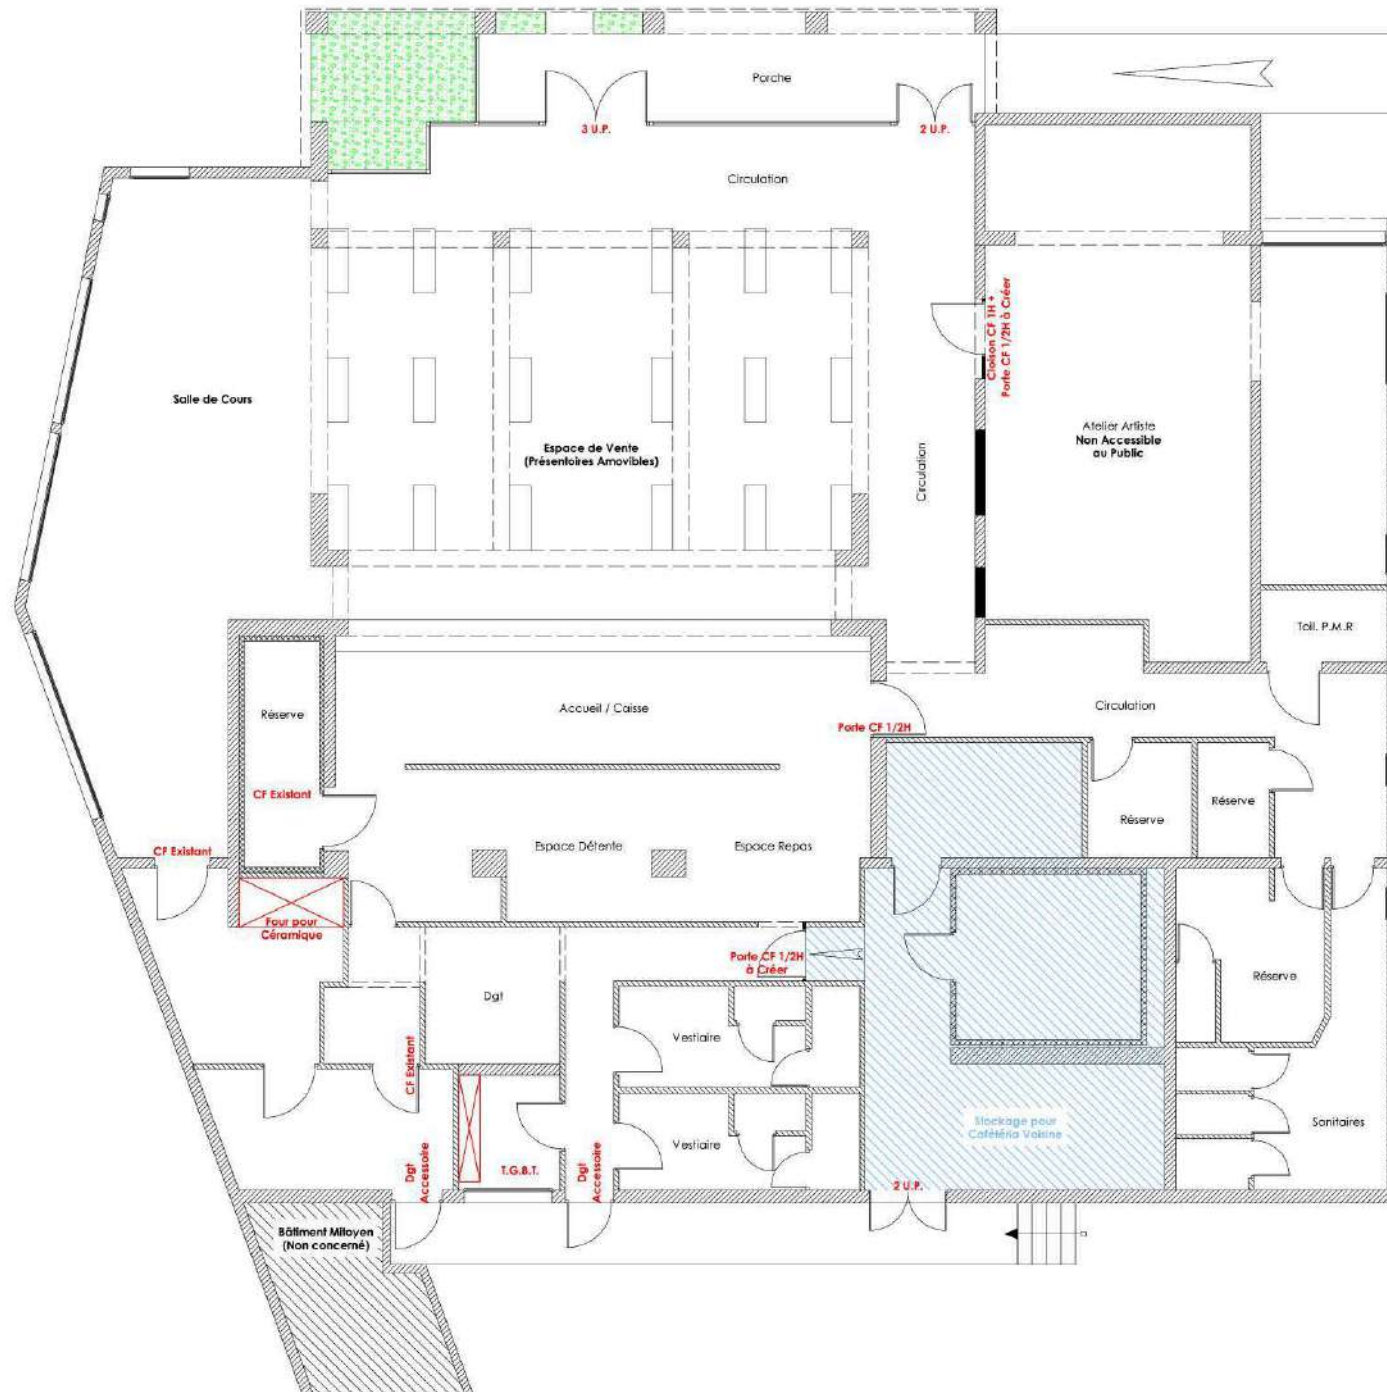 Porche
3 U.P.
2 U.P.
Circulation
Cloison CF 1H +
Porte CF 1/2H à Créer
Salle de Cours
Atelier Artiste
Non Accessible
au Public
Espace de Vente
(Présentoires Amovibles)
Circulation
Toil. P.M.R
Réserve
Accueil / Caisse
Circulation
Porte CF 1/2H
CF Existant
Réserve
Réserve
CF Existant
Espace Détente
Espace Repas
Four pour
Céramique
Porte CF 1/2H
à Créer
Réserve
Dgt
Vestiaire
CF Existant
Stockage pour
Cafétéria Voisine
Sanitaires
Vestiaire
Dgt
Accessoire
T.G.B.T.
Dgt
Accessoire
2 U.P.
Bâtiment Mitoyen
(Non concerné)